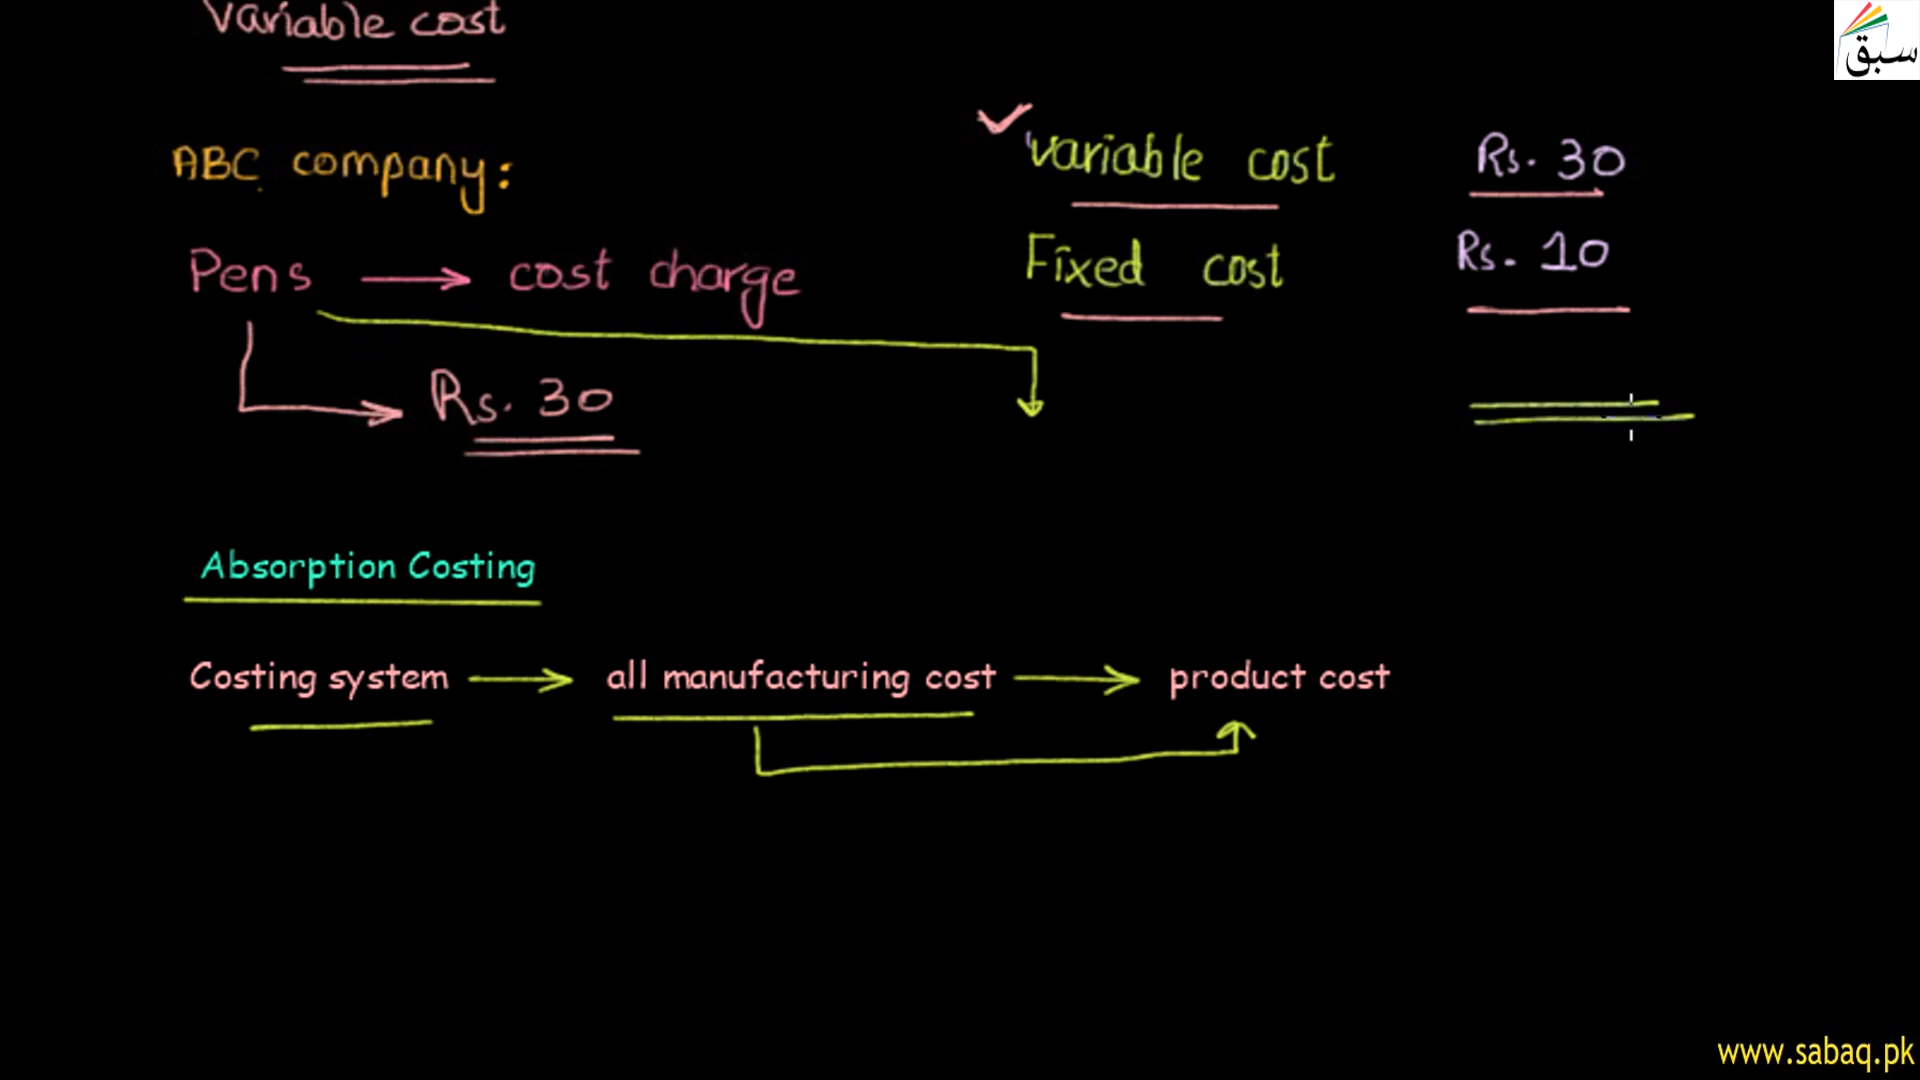 Variable cost
سبق
ABC company:
variable cost Rs. 30
Pens → cost charge
Fixed cost Rs. 10
Rs. 30
Absorption Costing
Costing system → all manufacturing cost → product cost
www.sabaq.pk